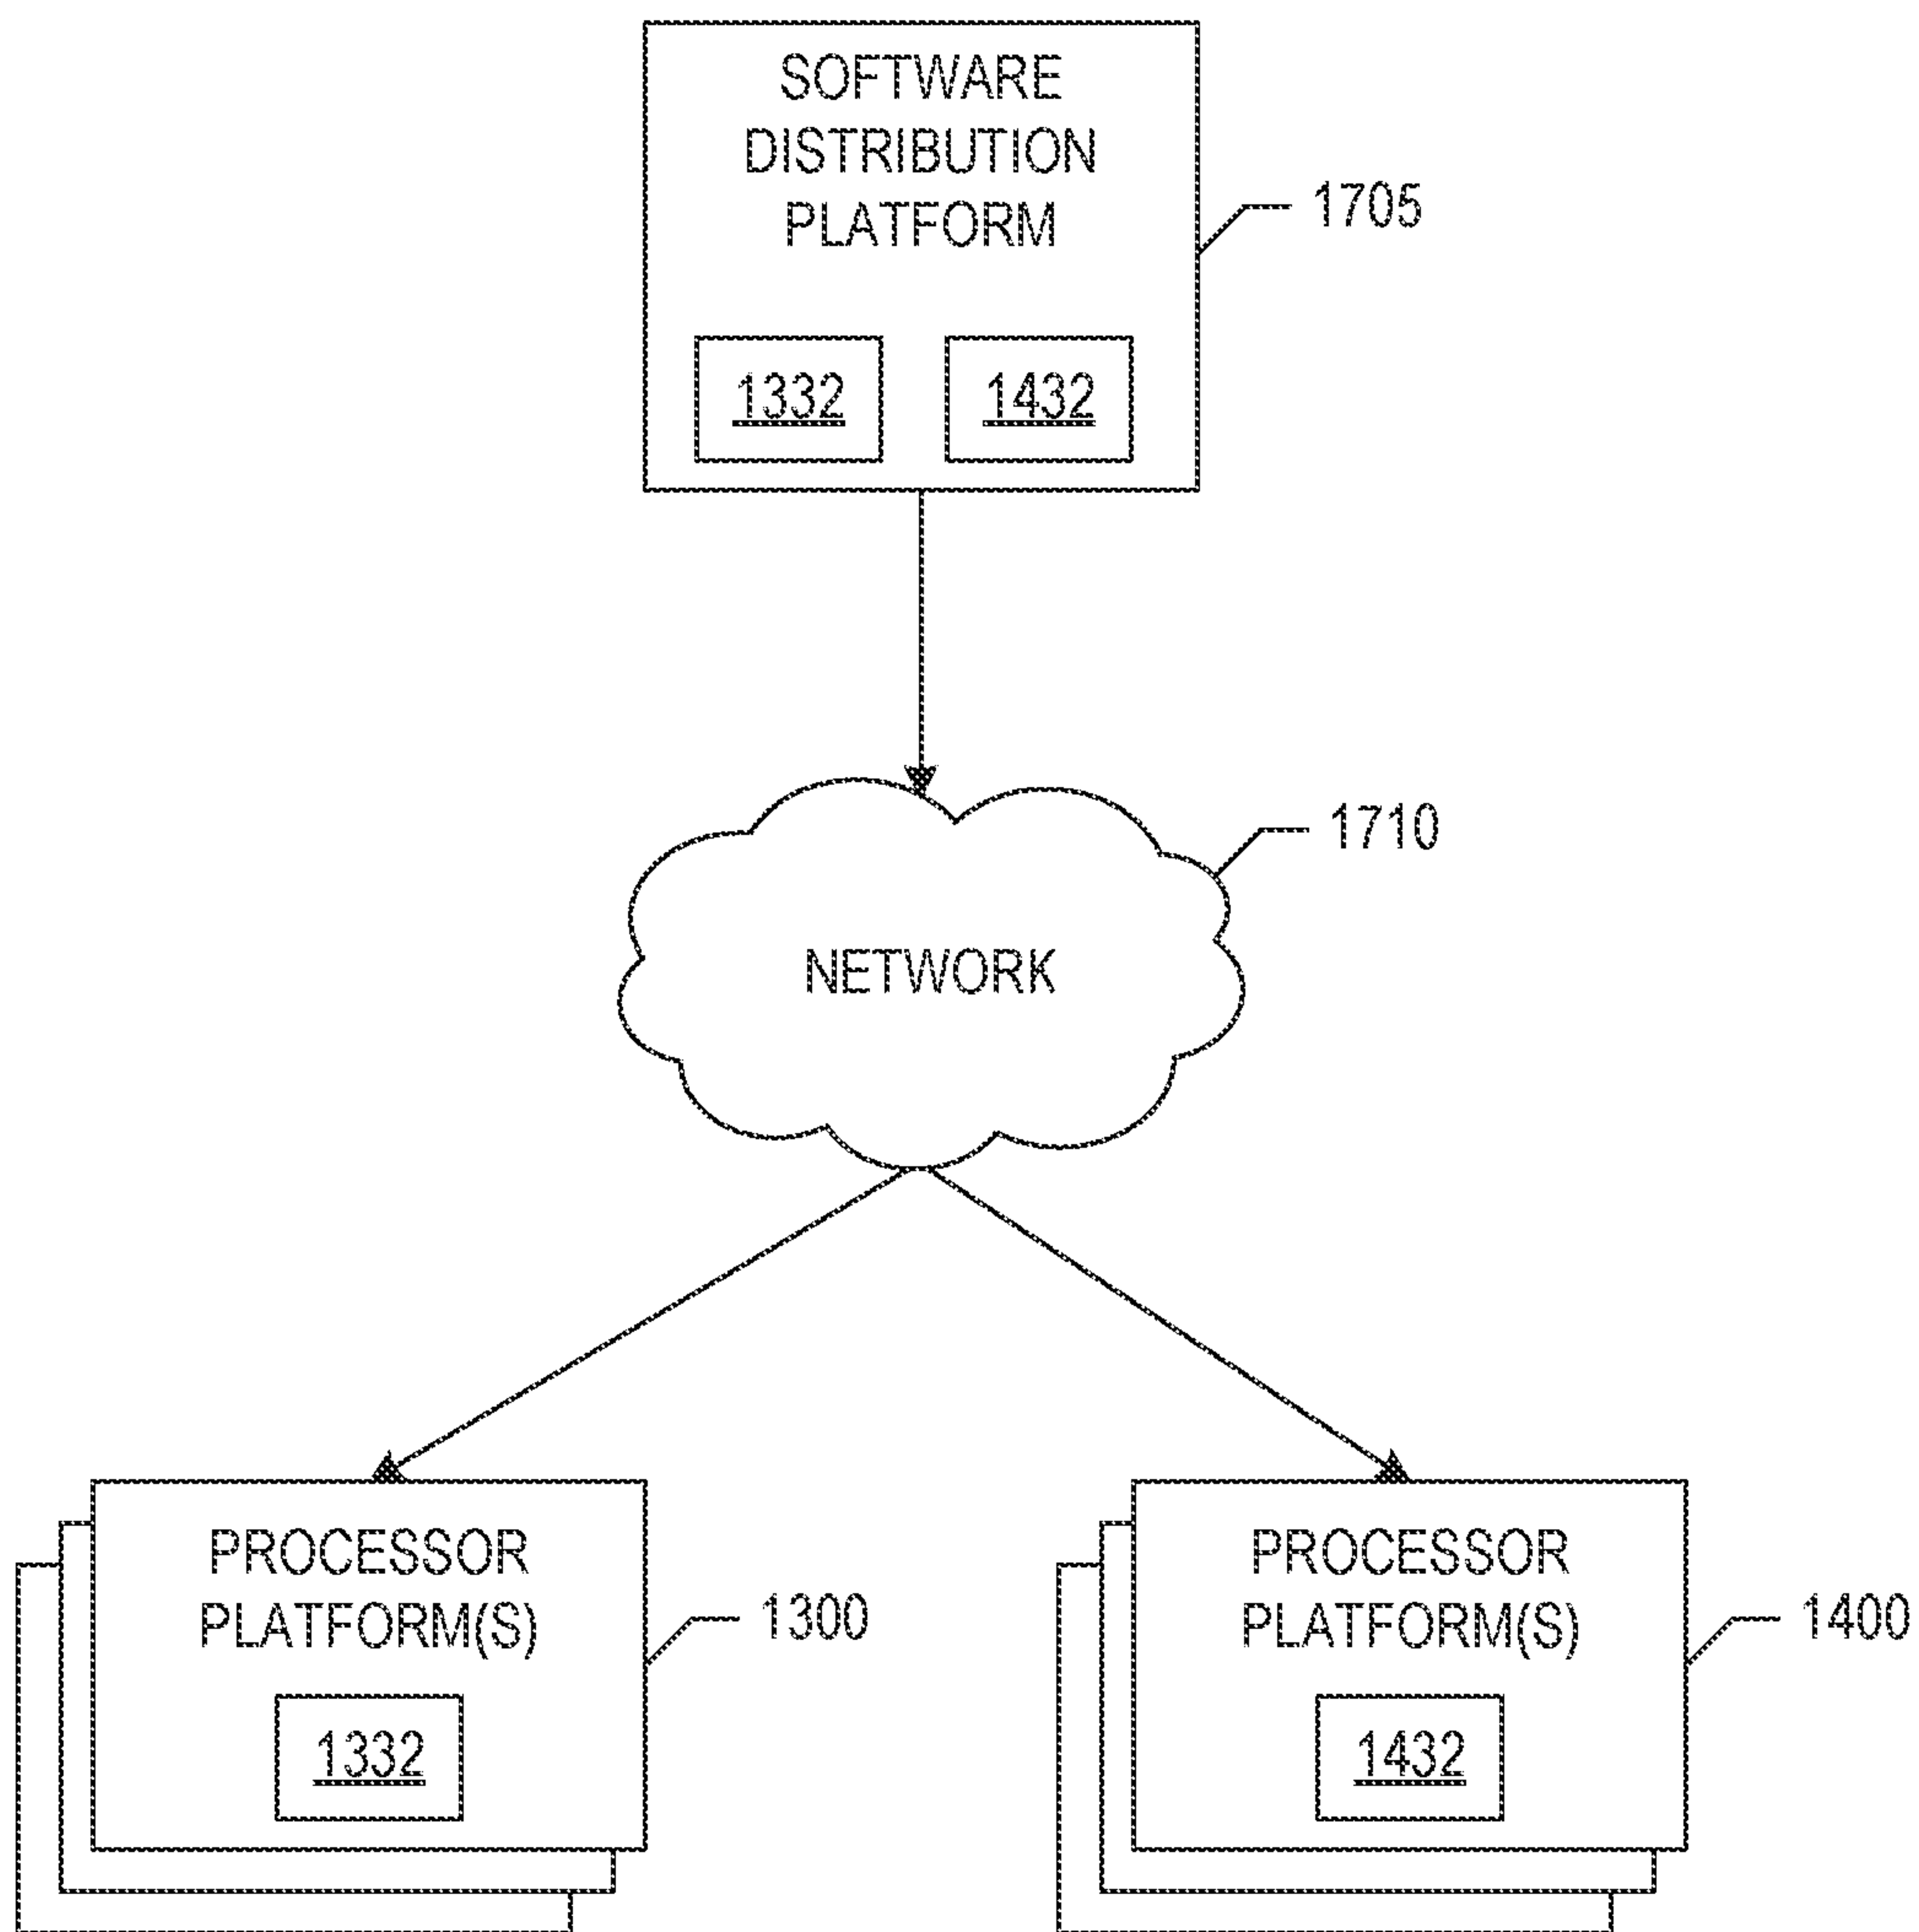 SOFTWARE
DISTRIBUTION
PLATFORM
1705
1332 1432
1710
NETWORK
PROCESSOR
PLATFORM(S)
1300
1332
PROCESSOR
PLATFORM(S)
1400
1432